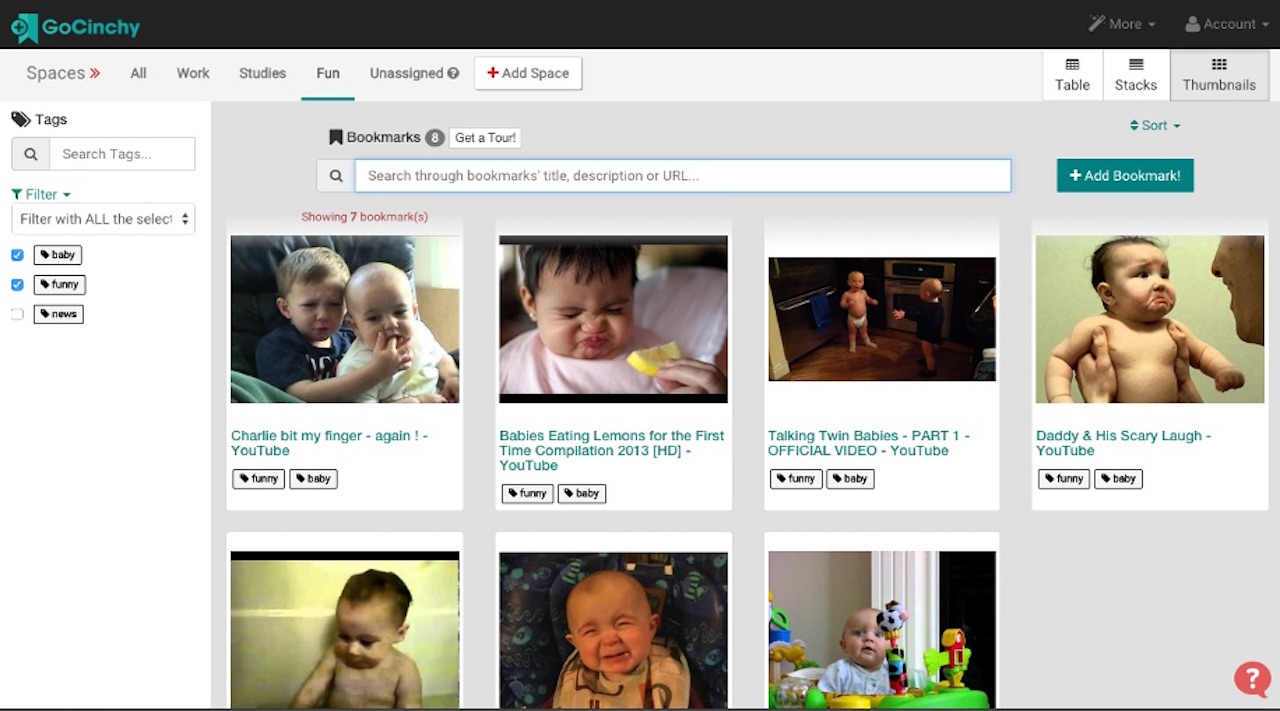 GoCinchy
More
Account
Spaces »
All
Work
Studies
Fun
Unassigned
+ Add Space
Table
Stacks
Thumbnails
Tags
Search Tags...
Filter
Filter with ALL the select
baby
funny
news
Bookmarks 8 Get a Tour!
Sort
Search through bookmarks' title, description or URL...
+ Add Bookmark!
Showing 7 bookmark(s)
Charlie bit my finger - again ! -
YouTube
funny baby
Babies Eating Lemons for the First
Time Compilation 2013 [HD] -
YouTube
funny baby
Talking Twin Babies - PART 1 -
OFFICIAL VIDEO - YouTube
funny baby
Daddy & His Scary Laugh -
YouTube
funny baby
?